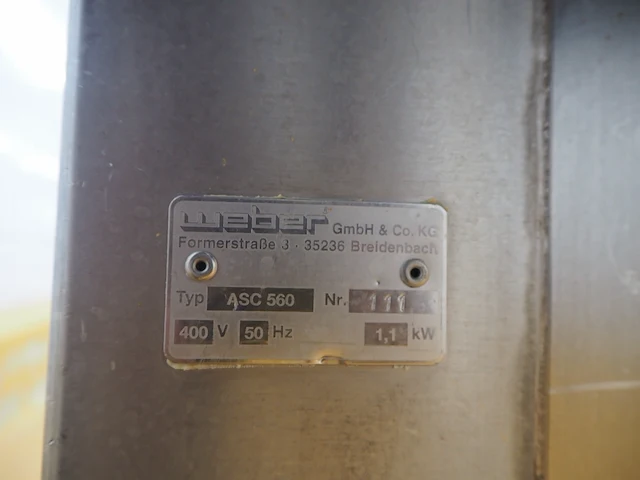 weber GmbH & Co. KG
Formerstraße 3 · 35236 Breidenbach
Typ ASC 560 Nr. 111
400 V 50 Hz 1,1 kW